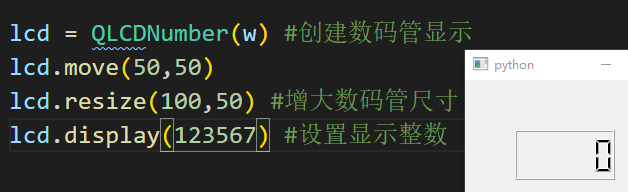 lcd = QLCDNumber(w) #创建数码管显示
lcd.move(50,50)
lcd.resize(100,50) #增大数码管尺寸
lcd.display(123567) #设置显示整数
python
0